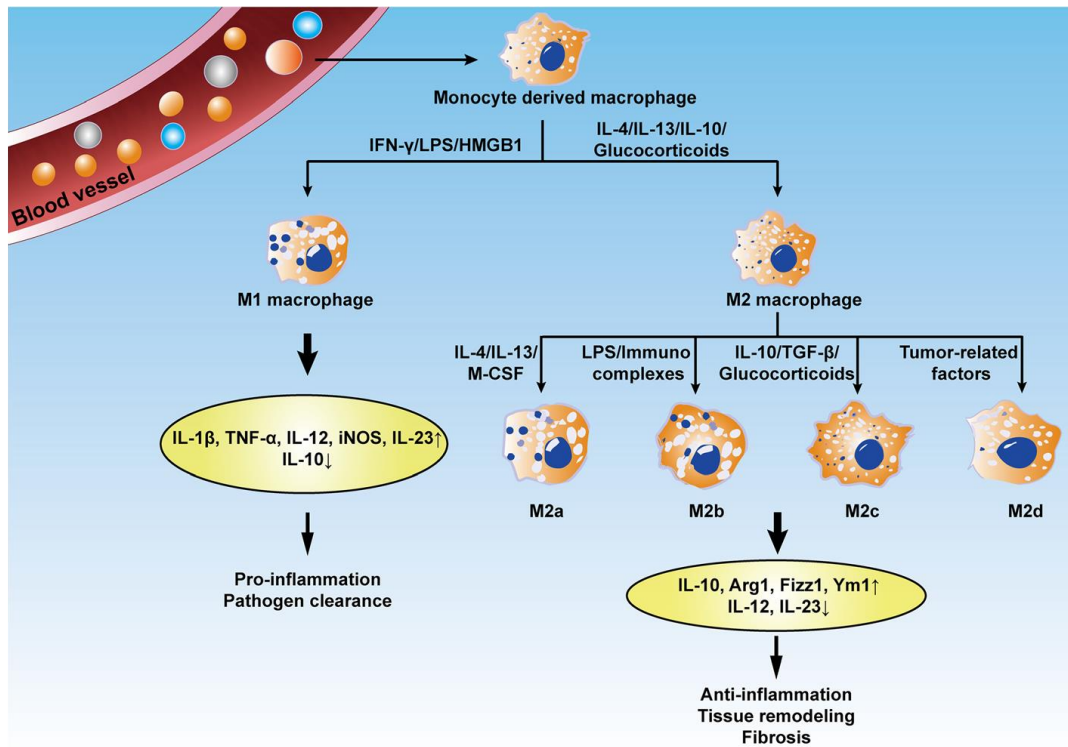 Blood vessel
Monocyte derived macrophage
IFN-γ/LPS/HMGB1
IL-4/IL-13/IL-10/
Glucocorticoids
M1 macrophage
M2 macrophage
IL-4/IL-13/
M-CSF
LPS/Immuno
complexes
IL-10/TGF-β/
Glucocorticoids
Tumor-related
factors
IL-1β, TNF-α, IL-12, iNOS, IL-23↑
IL-10↓
M2a
M2b
M2c
M2d
Pro-inflammation
Pathogen clearance
IL-10, Arg1, Fizz1, Ym1↑
IL-12, IL-23↓
Anti-inflammation
Tissue remodeling
Fibrosis